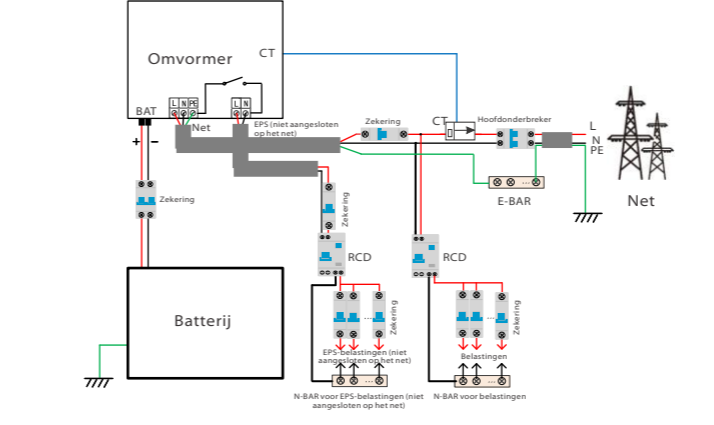 Omvormer
CT
L N PE
L N
BAT
Net
EPS (niet aangesloten
op het net)
+ −
Zekering
Zekering
CT
Hoofdonderbreker
L
N
PE
E-BAR
Net
Zekering
RCD
RCD
Batterij
Zekering
Zekering
EPS-belastingen (niet
aangesloten op het net)
Belastingen
N-BAR voor EPS-belastingen (niet
aangesloten op het net)
N-BAR voor belastingen